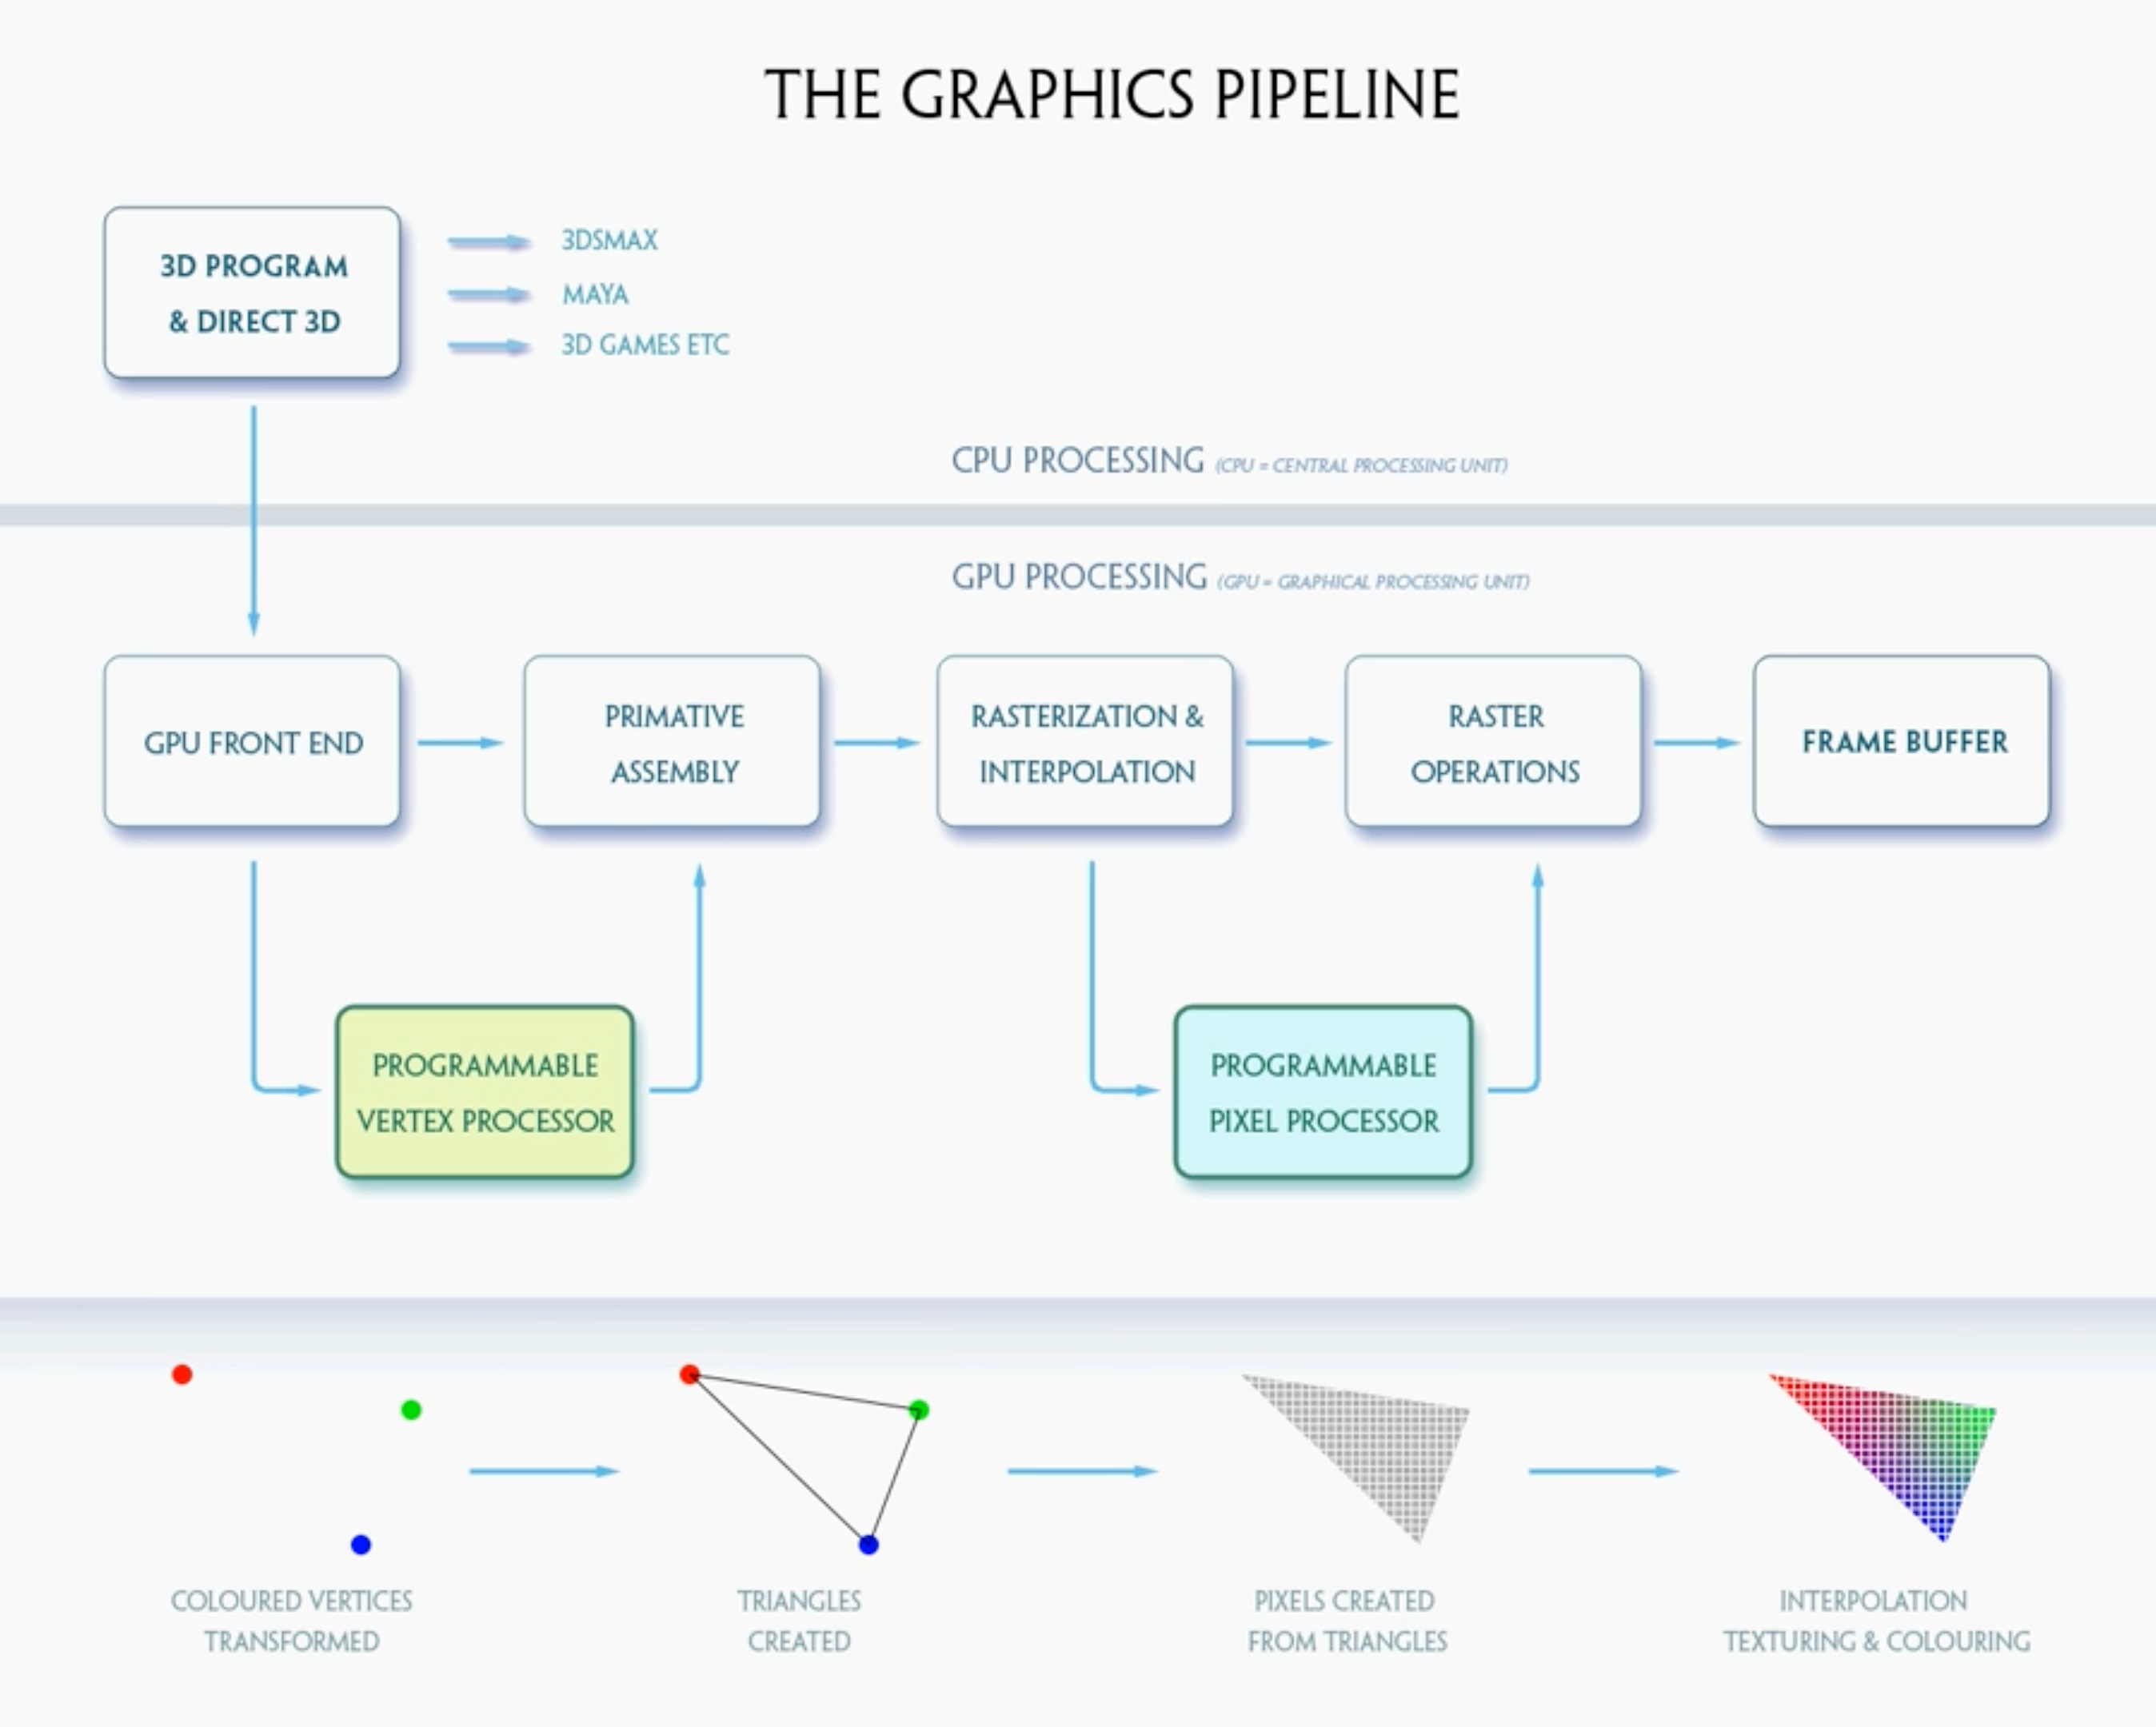 THE GRAPHICS PIPELINE
3D PROGRAM
& DIRECT 3D
3DSMAX
MAYA
3D GAMES ETC
CPU PROCESSING (CPU = CENTRAL PROCESSING UNIT)
GPU PROCESSING (GPU = GRAPHICAL PROCESSING UNIT)
GPU FRONT END
PRIMATIVE
ASSEMBLY
RASTERIZATION &
INTERPOLATION
RASTER
OPERATIONS
FRAME BUFFER
PROGRAMMABLE
VERTEX PROCESSOR
PROGRAMMABLE
PIXEL PROCESSOR
COLOURED VERTICES
TRANSFORMED
TRIANGLES
CREATED
PIXELS CREATED
FROM TRIANGLES
INTERPOLATION
TEXTURING & COLOURING